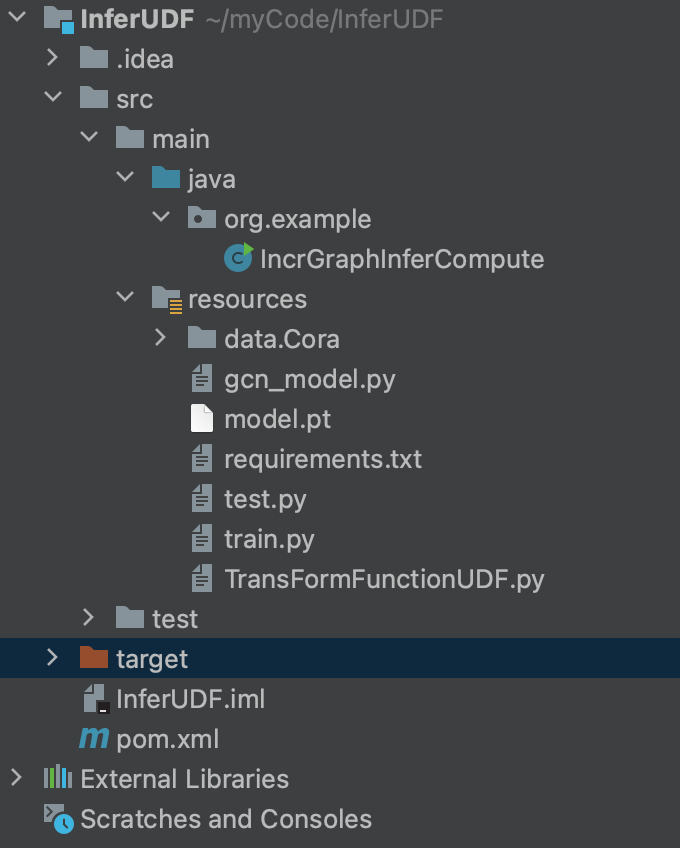 InferUDF ~/myCode/InferUDF
.idea
src
main
java
org.example
IncrGraphInferCompute
resources
data.Cora
gcn_model.py
model.pt
requirements.txt
test.py
train.py
TransFormFunctionUDF.py
test
target
InferUDF.iml
pom.xml
External Libraries
Scratches and Consoles